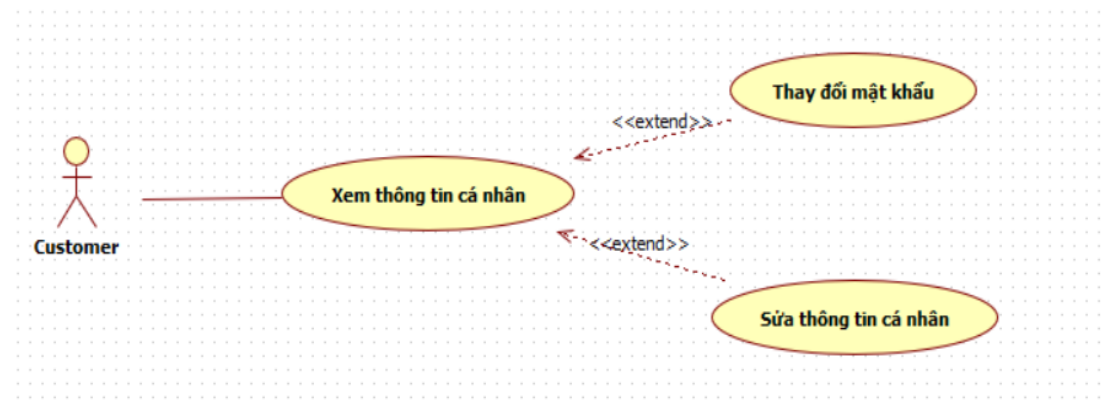 Thay đổi mật khẩu
<<extend>>
Xem thông tin cá nhân
Customer
<<extend>>
Sửa thông tin cá nhân